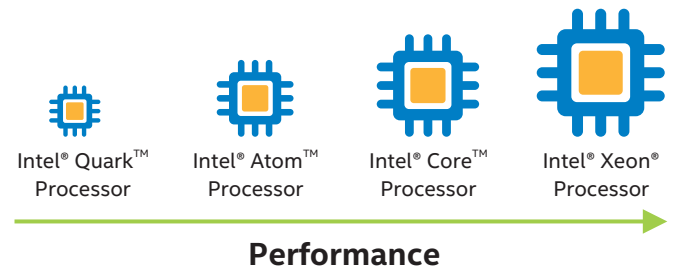 Intel® Quark™
Processor
Intel® Atom™
Processor
Intel® Core™
Processor
Intel® Xeon®
Processor
Performance